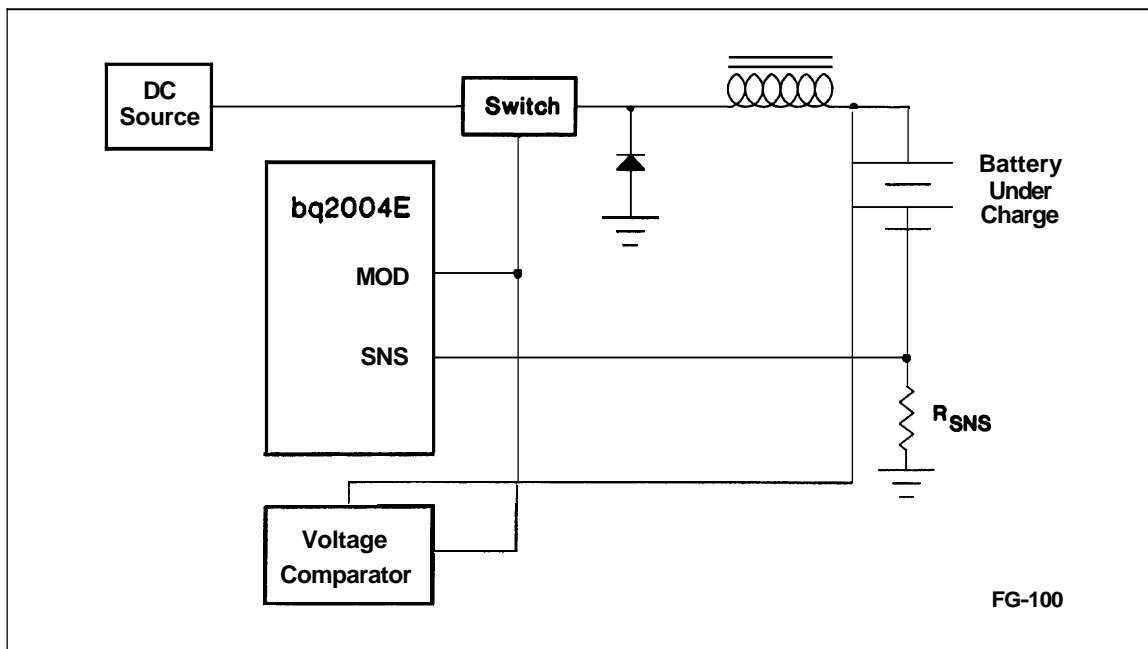 DC
Source
Switch
bq2004E
MOD
SNS
Battery
Under
Charge
RSNS
Voltage
Comparator
FG-100